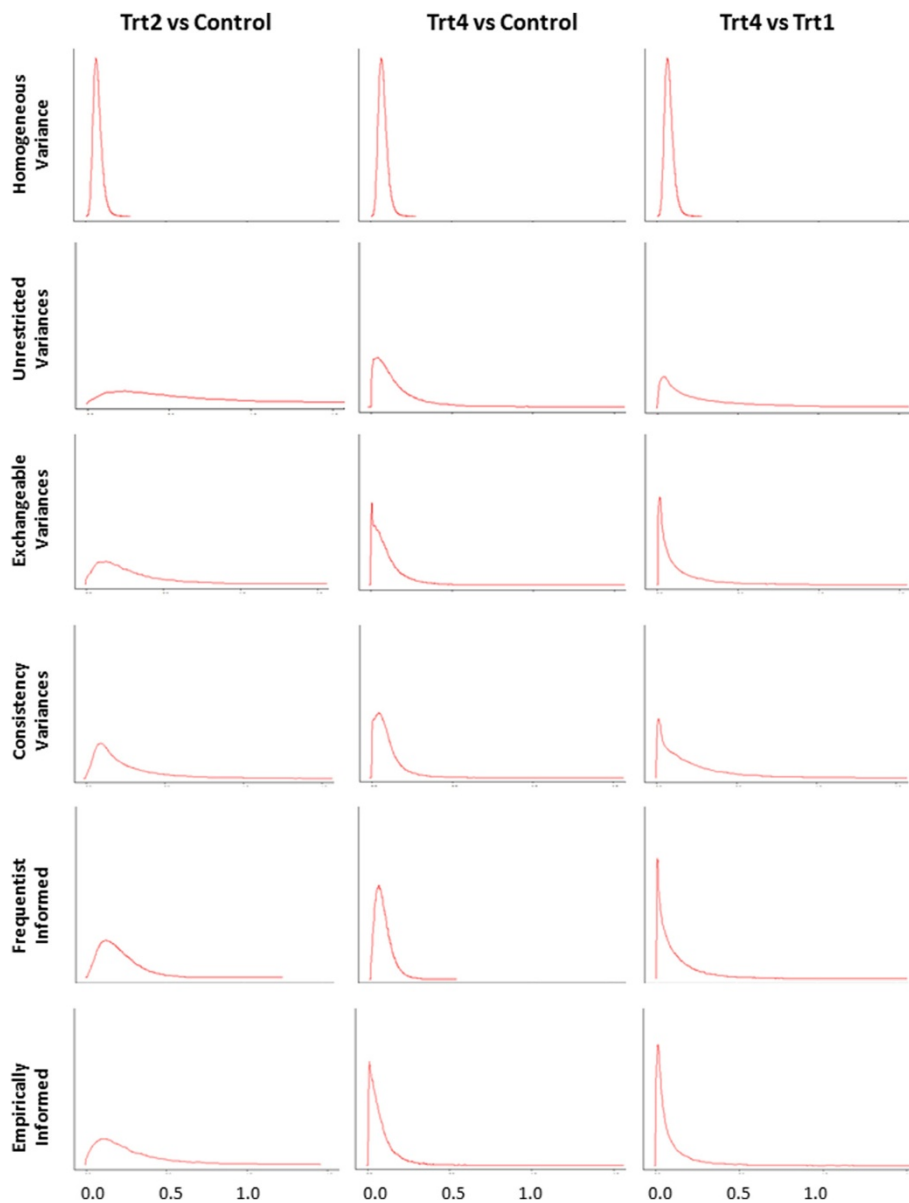 Trt2 vs Control Trt4 vs Control Trt4 vs Trt1
Homogeneous
Variance
Unrestricted
Variances
Exchangeable
Variances
Consistency
Variances
Frequentist
Informed
Empirically
Informed
0.0 0.5 1.0 0.0 0.5 1.0 0.0 0.5 1.0